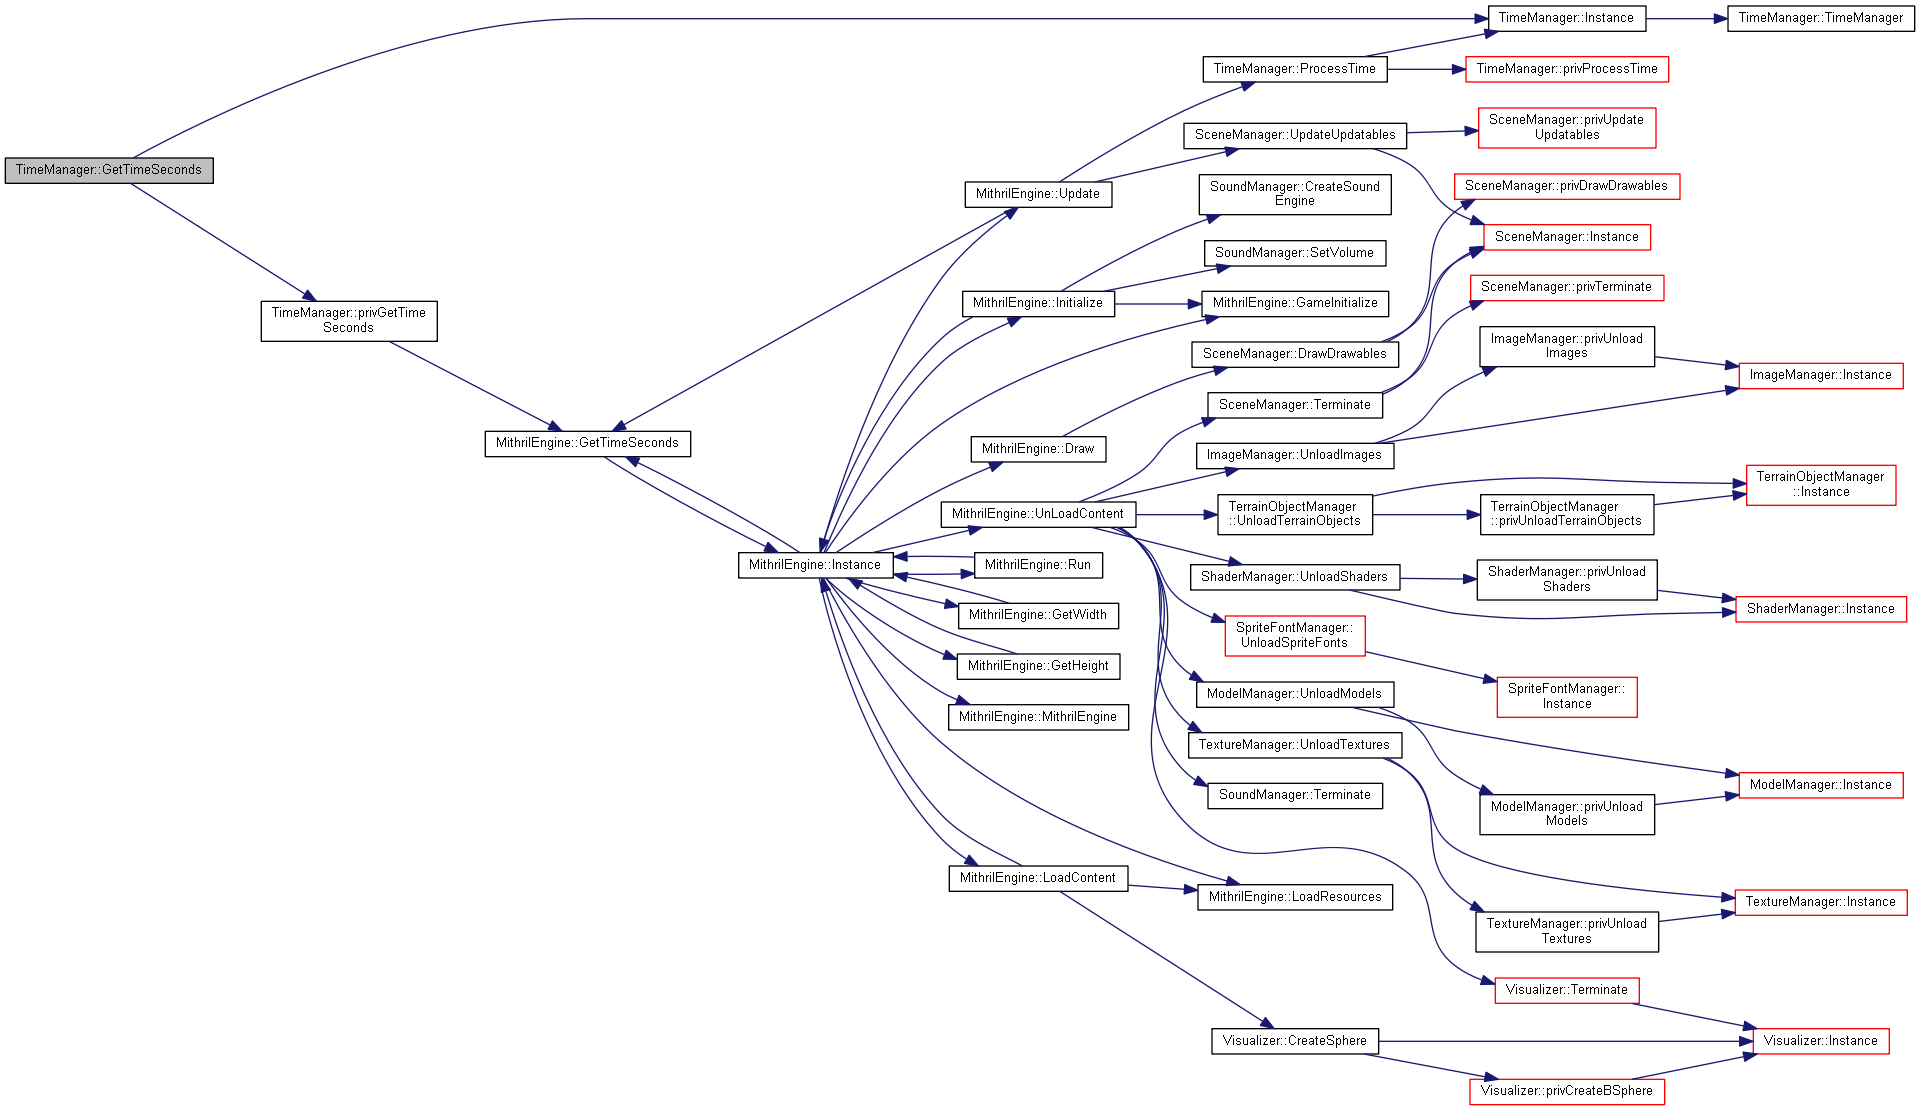 TimeManager::GetTimeSeconds
TimeManager::privGetTime
Seconds
MithrilEngine::GetTimeSeconds
MithrilEngine::Instance
MithrilEngine::Update
MithrilEngine::Initialize
MithrilEngine::Draw
MithrilEngine::UnLoadContent
MithrilEngine::Run
MithrilEngine::GetWidth
MithrilEngine::GetHeight
MithrilEngine::MithrilEngine
MithrilEngine::LoadContent
TimeManager::ProcessTime
SceneManager::UpdateUpdatables
SoundManager::CreateSound
Engine
SoundManager::SetVolume
MithrilEngine::GameInitialize
SceneManager::DrawDrawables
SceneManager::Terminate
ImageManager::UnloadImages
TerrainObjectManager
::UnloadTerrainObjects
ShaderManager::UnloadShaders
SpriteFontManager::
UnloadSpriteFonts
ModelManager::UnloadModels
TextureManager::UnloadTextures
SoundManager::Terminate
MithrilEngine::LoadResources
Visualizer::CreateSphere
TimeManager::Instance
TimeManager::privProcessTime
SceneManager::privUpdate
Updatables
SceneManager::privDrawDrawables
SceneManager::Instance
SceneManager::privTerminate
ImageManager::privUnload
Images
TerrainObjectManager
::privUnloadTerrainObjects
ShaderManager::privUnload
Shaders
SpriteFontManager::
Instance
ModelManager::privUnload
Models
TextureManager::privUnload
Textures
Visualizer::Terminate
Visualizer::privCreateBSphere
TimeManager::TimeManager
ImageManager::Instance
TerrainObjectManager
::Instance
ShaderManager::Instance
ModelManager::Instance
TextureManager::Instance
Visualizer::Instance